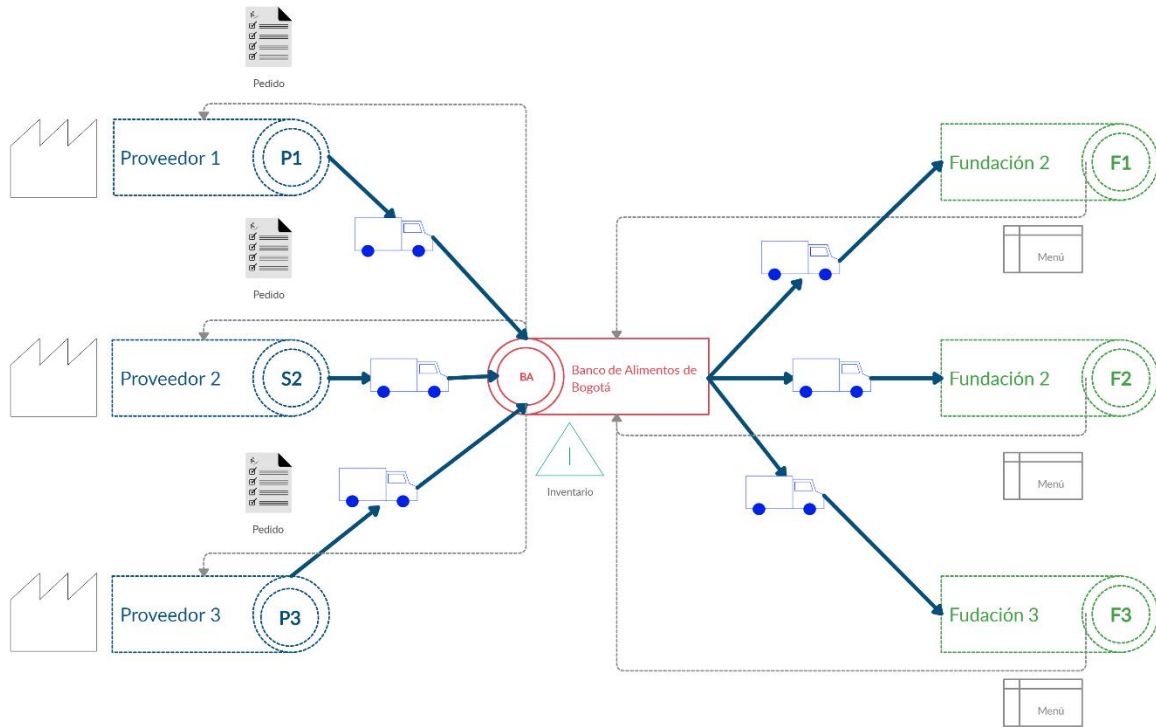 Pedido
Proveedor 1
P1
Fundación 2
F1
Menú
Pedido
Proveedor 2
S2
BA
Banco de Alimentos de
Bogotá
Fundación 2
F2
I
Inventario
Menú
Pedido
Proveedor 3
P3
Fudación 3
F3
Menú